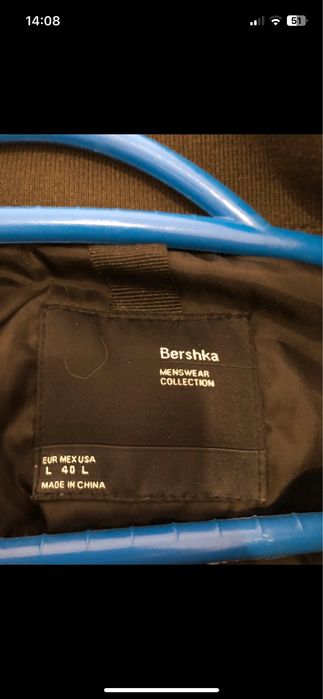 14:08
51
Bershka
MENSWEAR
COLLECTION
EUR MEX USA
L 40 L
MADE IN CHINA